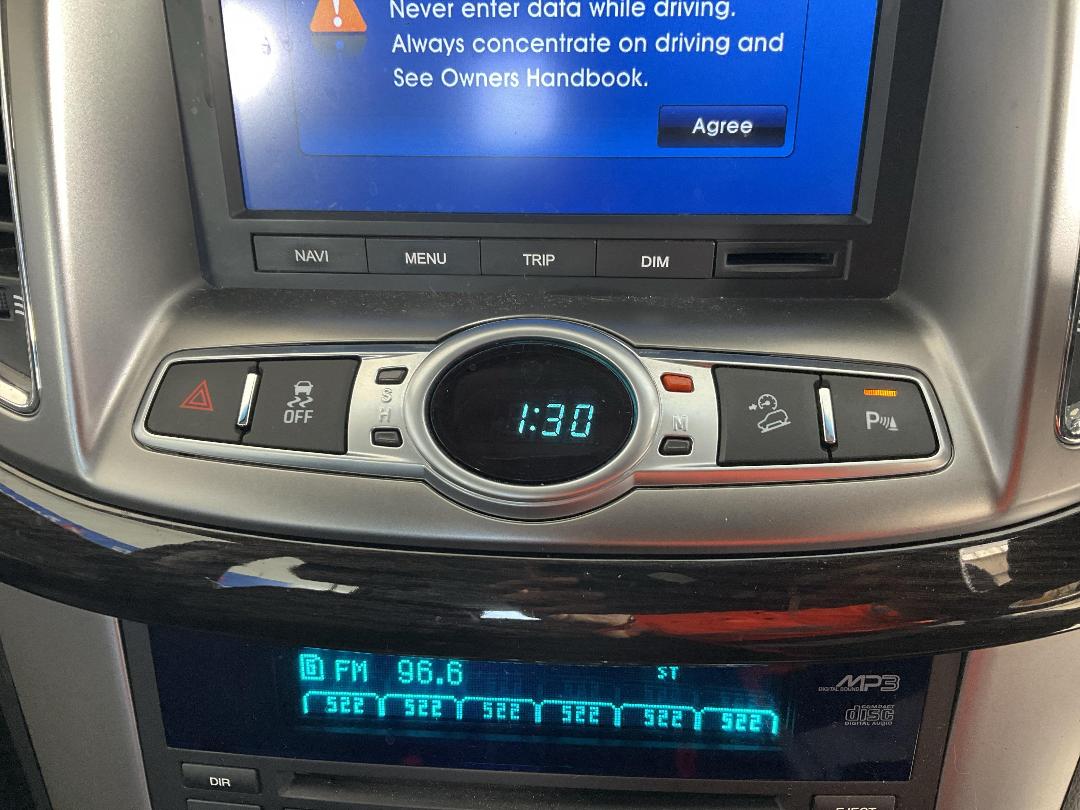 Never enter data while driving.
Always concentrate on driving and
See Owners Handbook.
Agree
NAVI MENU TRIP DIM
OFF
S
H
1:30
M
P
FM 96.6 ST
522 522 522 522 522 522
MP3
DIGITAL SOUND
COMPACT
disc
DIGITAL AUDIO
DIR
EJECT